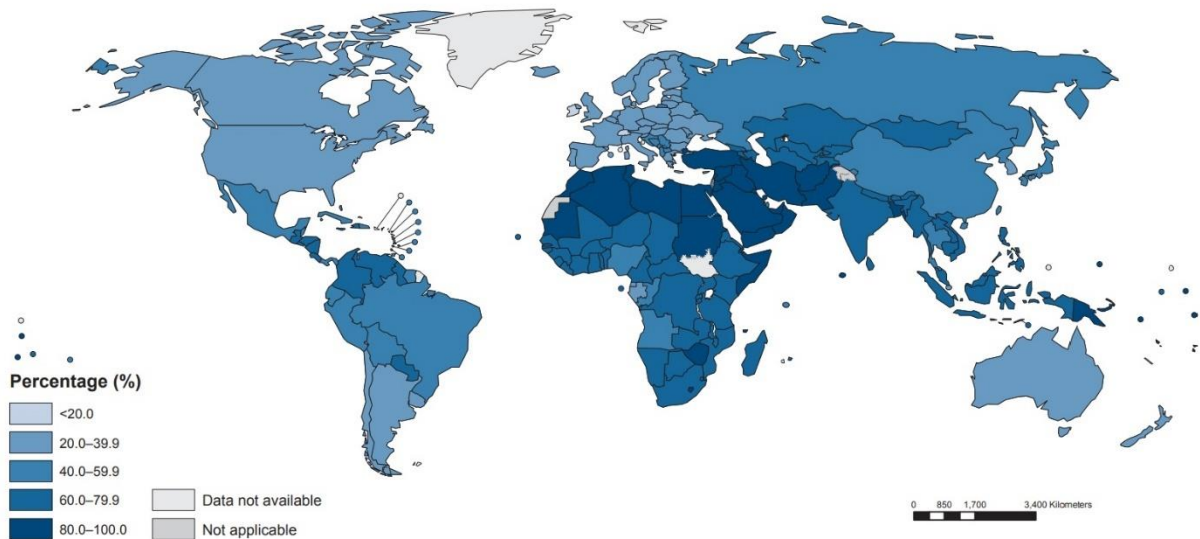 Percentage (%)
<20.0
20.0–39.9
40.0–59.9
60.0–79.9
80.0–100.0
Data not available
Not applicable
0 850 1,700 3,400 Kilometers